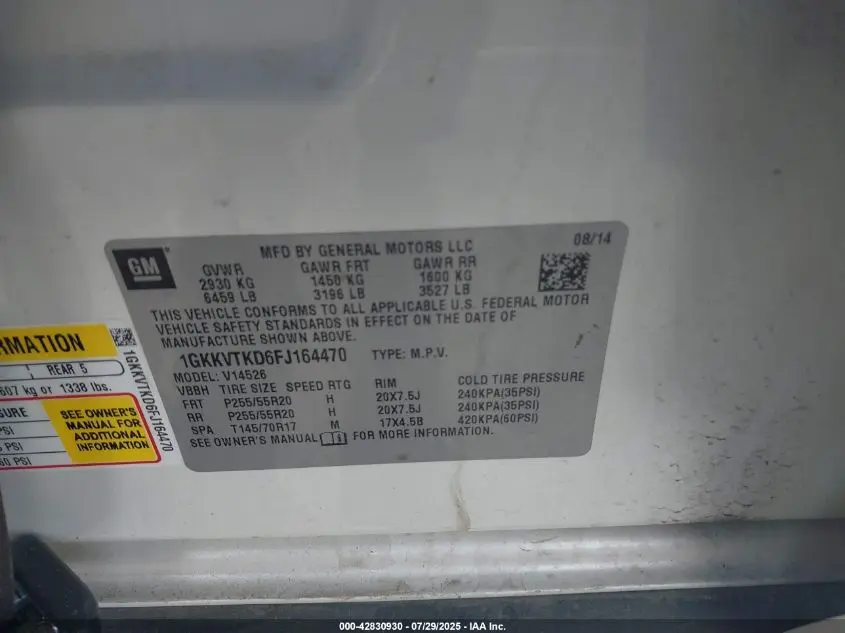 GM
MFD BY GENERAL MOTORS LLC 08/14
GVWR GAWR FRT GAWR RR
2930 KG 1450 KG 1600 KG
6459 LB 3196 LB 3527 LB
THIS VEHICLE CONFORMS TO ALL APPLICABLE U.S. FEDERAL MOTOR
VEHICLE SAFETY STANDARDS IN EFFECT ON THE DATE OF
MANUFACTURE SHOWN ABOVE.
1GKKVTKD6FJ164470 TYPE: M.P.V.
MODEL: V14526
VBBH TIRE SIZE SPEED RTG RIM COLD TIRE PRESSURE
FRT P255/55R20 H 20X7.5J 240KPA(35PSI)
RR P255/55R20 H 20X7.5J 240KPA(35PSI)
SPA T145/70R17 M 17X4.5B 420KPA(60PSI)
SEE OWNER'S MANUAL FOR MORE INFORMATION.
RMATION
REAR 5
607 kg or 1338 lbs.
SURE
PSI
PSI
60 PSI
SEE OWNER'S
MANUAL FOR
ADDITIONAL
INFORMATION
1GKKVTKD6FJ164470
000-42830930 - 07/29/2025 - IAA Inc.